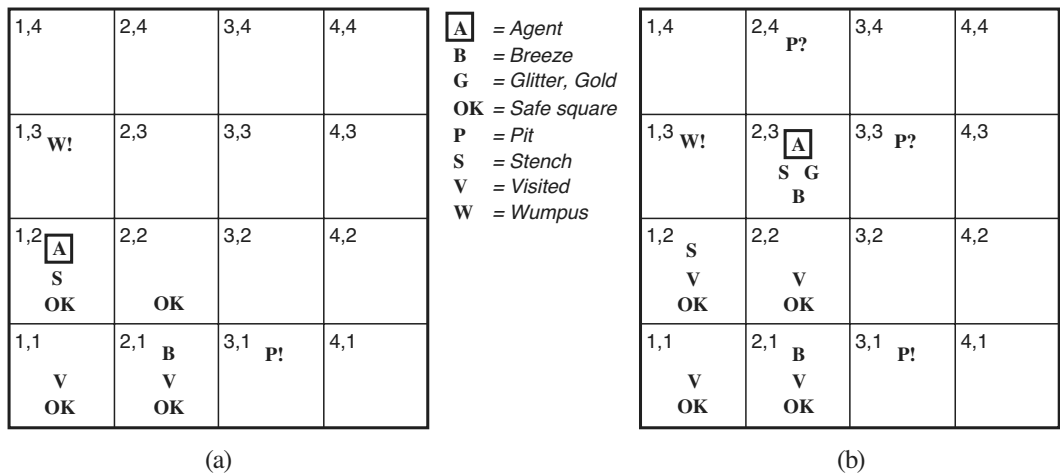 1,4 2,4 3,4 4,4
1,3 W! 2,3 3,3 4,3
1,2 A 2,2 3,2 4,2
S
OK OK
1,1 2,1 B 3,1 P! 4,1
V V
OK OK
(a)
A = Agent
B = Breeze
G = Glitter, Gold
OK = Safe square
P = Pit
S = Stench
V = Visited
W = Wumpus
1,4 2,4 P? 3,4 4,4
1,3 W! 2,3 A 3,3 P? 4,3
S G
B
1,2 S 2,2 3,2 4,2
V V
OK OK
1,1 2,1 B 3,1 P! 4,1
V V
OK OK
(b)